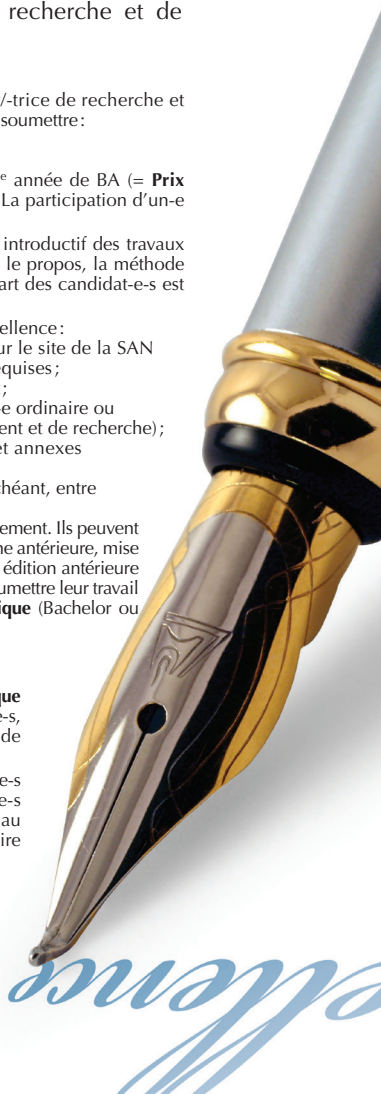 recherche et de
/-trice de recherche et
soumettre :
e année de BA (= Prix
La participation d’un-e
introductif des travaux
le propos, la méthode
art des candidat-e-s est
ellence :
ur le site de la SAN
equises ;
;
-e ordinaire ou
ent et de recherche) ;
et annexes
chéant, entre
ement. Ils peuvent
ne antérieure, mise
édition antérieure
umettre leur travail
ique (Bachelor ou
que
e-s,
de
e-s
e-s
au
ire
ellence